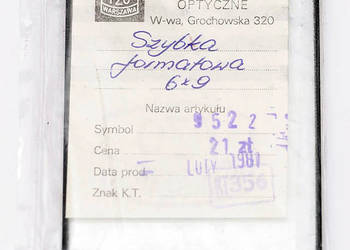 OPTYCZNE
WARSZAWA
W-wa, Grochowska 320
Szybka
formatowa
6x9
Nazwa artykułu
Symbol 9522
Cena 21 zł
Data prod. LUTY 1981
Znak K.T. 356